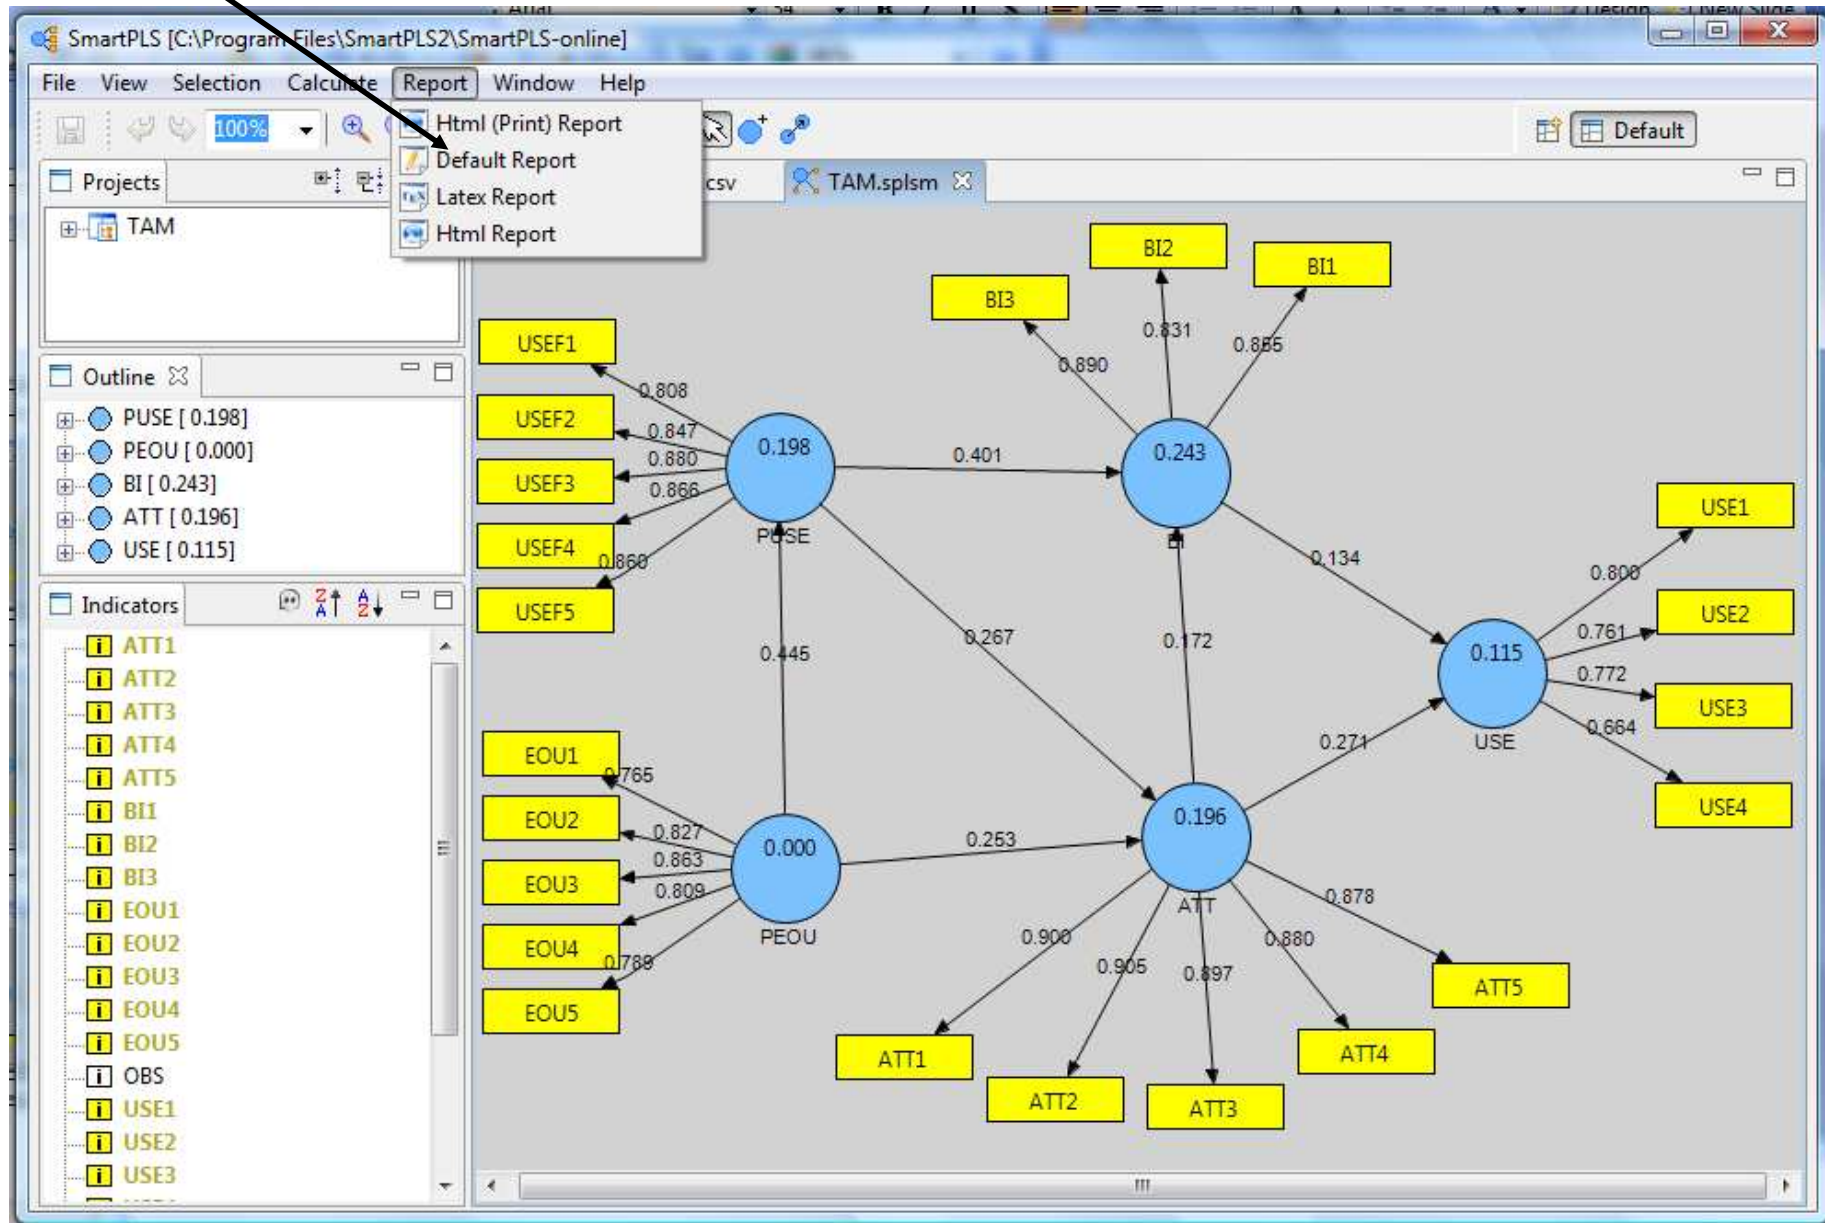 SmartPLS [C:\Program Files\SmartPLS2\SmartPLS-online]
File View Selection Calculate Report Window Help
100%
Html (Print) Report
Default Report
Latex Report
Html Report
Default
Projects
csv
TAM.splsm
TAM
Outline
PUSE [ 0.198]
PEOU [ 0.000]
BI [ 0.243]
ATT [ 0.196]
USE [ 0.115]
Indicators
ATT1
ATT2
ATT3
ATT4
ATT5
BI1
BI2
BI3
EOU1
EOU2
EOU3
EOU4
EOU5
OBS
USE1
USE2
USE3
BI2
BI1
BI3
0.831
0.890
USEF1
0.808
USEF2
0.847
0.880
USEF3
0.866
USEF4
0.860
USEF5
0.198
PUSE
0.401
0.243
BI
0.134
USE1
0.800
USE2
0.761
0.772
USE3
0.664
USE4
0.115
USE
0.445
0.267
0.172
0.271
EOU1
0.765
EOU2
0.827
0.863
EOU3
0.809
EOU4
0.789
EOU5
0.000
PEOU
0.253
0.196
ATT
0.900
0.905
0.897
0.880
0.878
ATT5
ATT1
ATT4
ATT2
ATT3